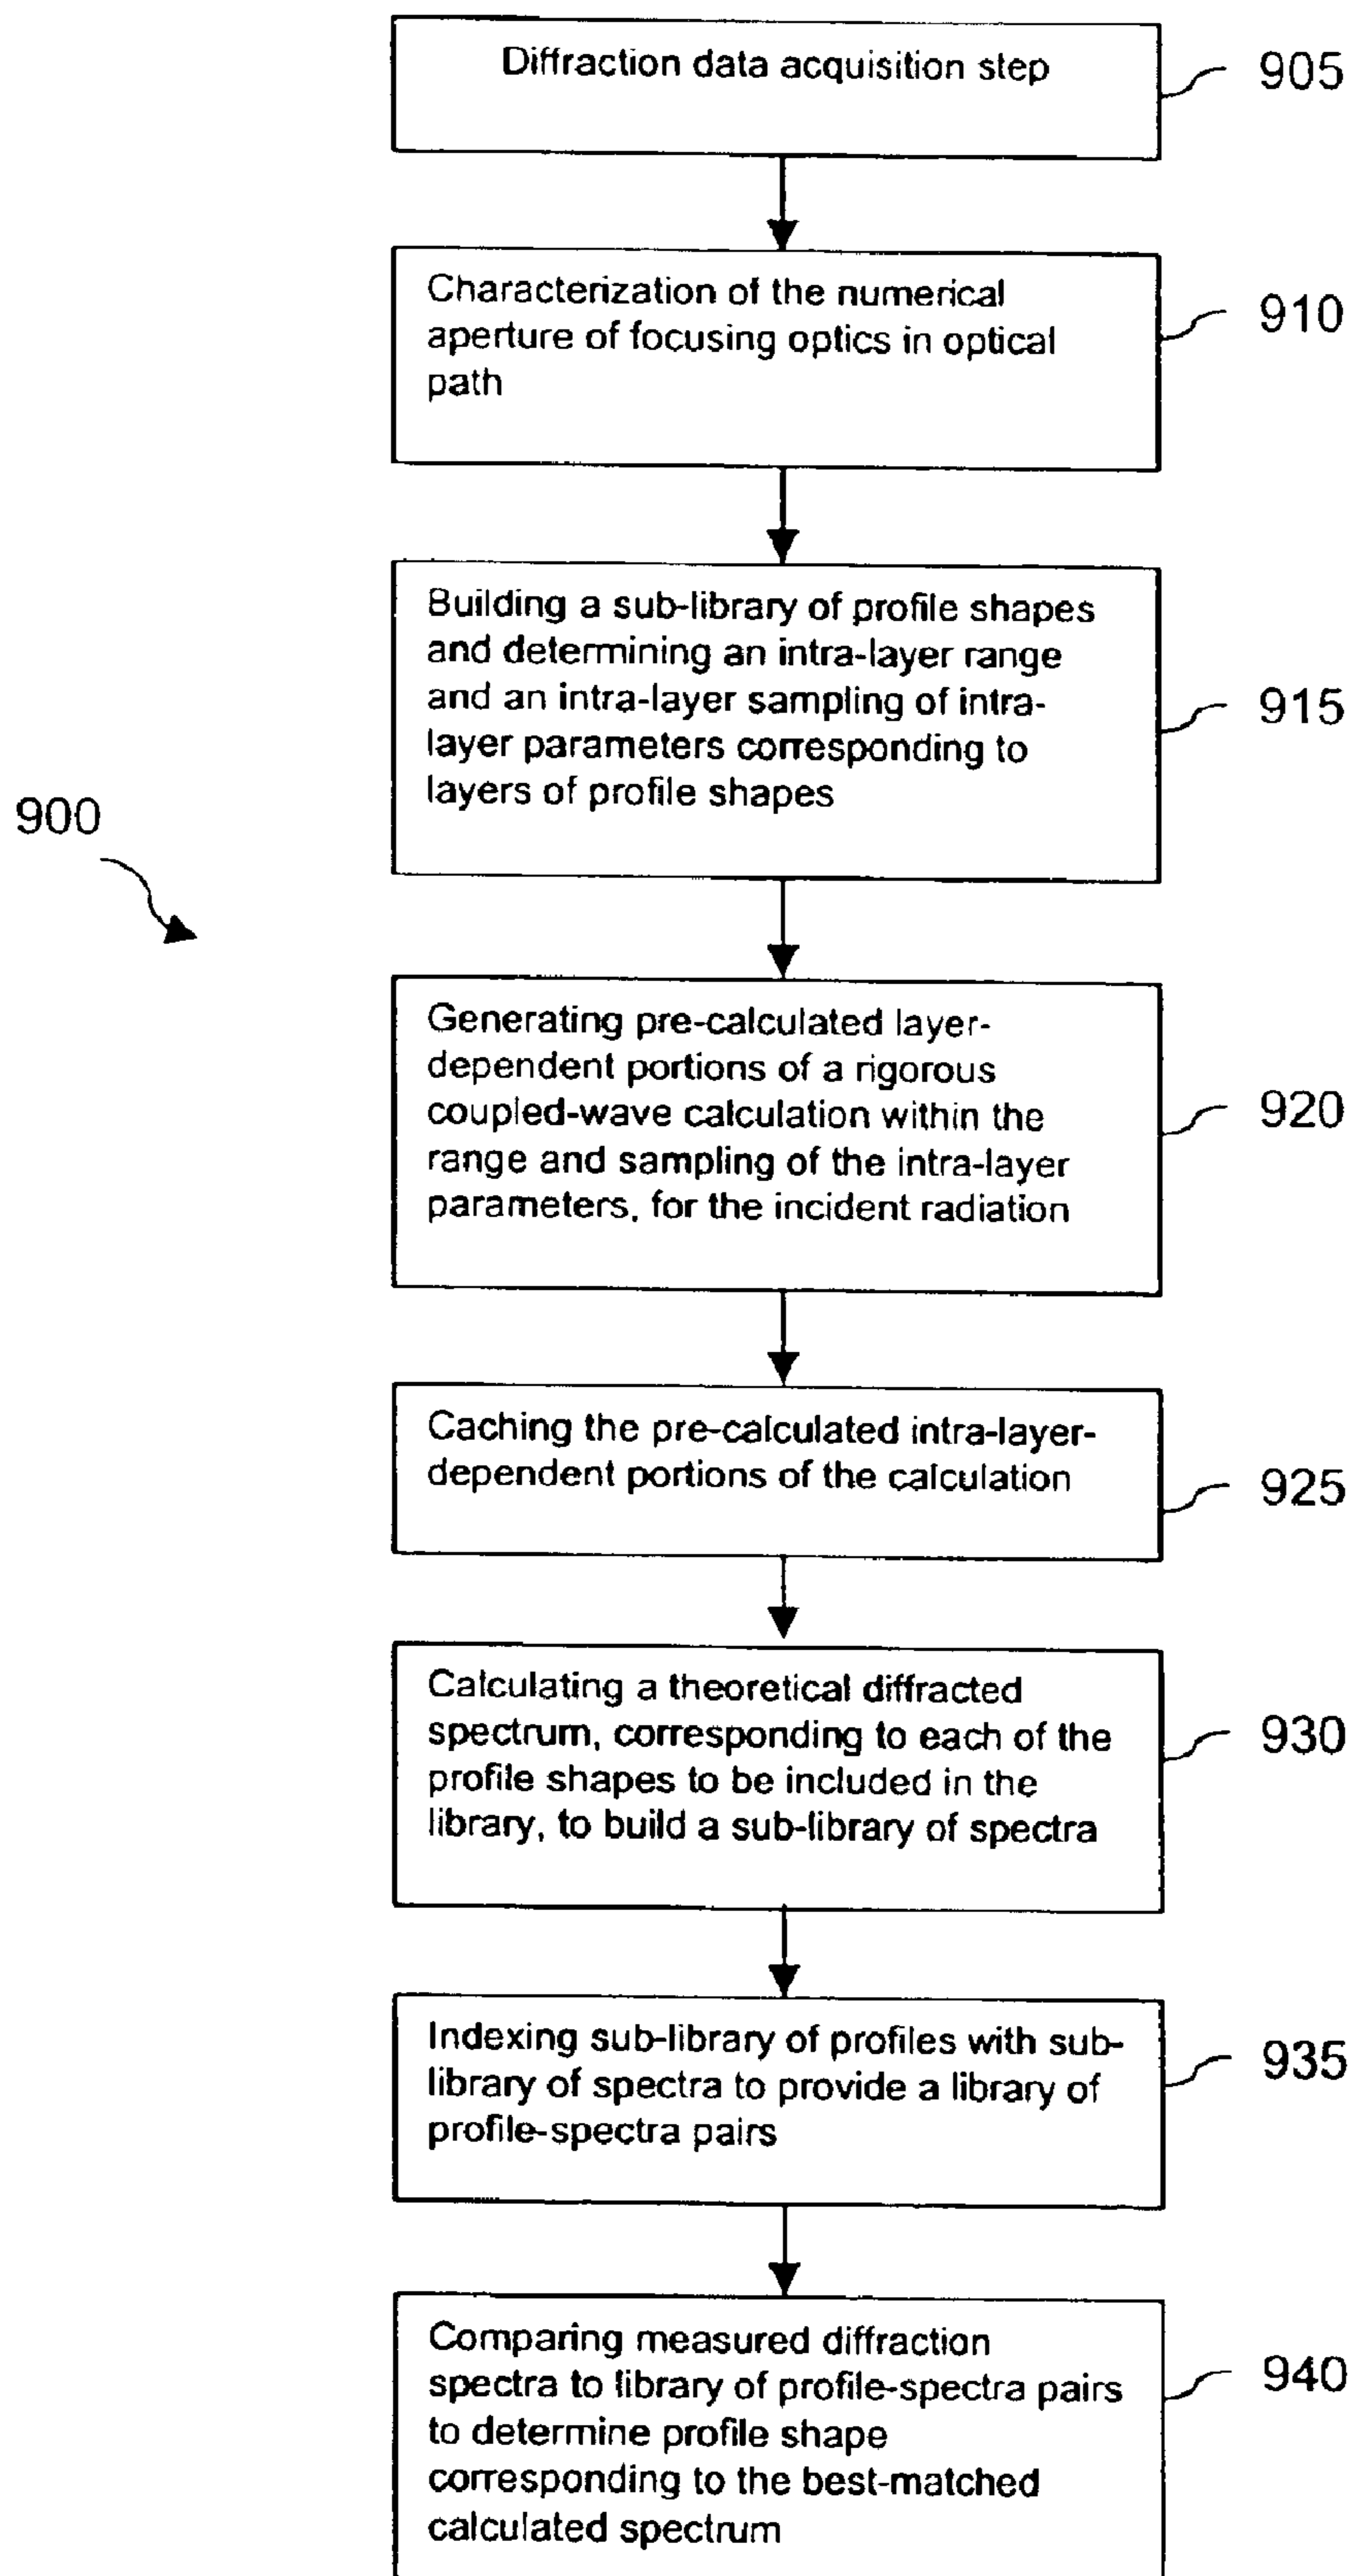 Diffraction data acquisition step
905
Characterization of the numerical
aperture of focusing optics in optical
path
910
Building a sub-library of profile shapes
and determining an intra-layer range
and an intra-layer sampling of intra-
layer parameters corresponding to
layers of profile shapes
915
900
Generating pre-calculated layer-
dependent portions of a rigorous
coupled-wave calculation within the
range and sampling of the intra-layer
parameters, for the incident radiation
920
Caching the pre-calculated intra-layer-
dependent portions of the calculation
925
Calculating a theoretical diffracted
spectrum, corresponding to each of the
profile shapes to be included in the
library, to build a sub-library of spectra
930
Indexing sub-library of profiles with sub-
library of spectra to provide a library of
profile-spectra pairs
935
Comparing measured diffraction
spectra to library of profile-spectra pairs
to determine profile shape
corresponding to the best-matched
calculated spectrum
940